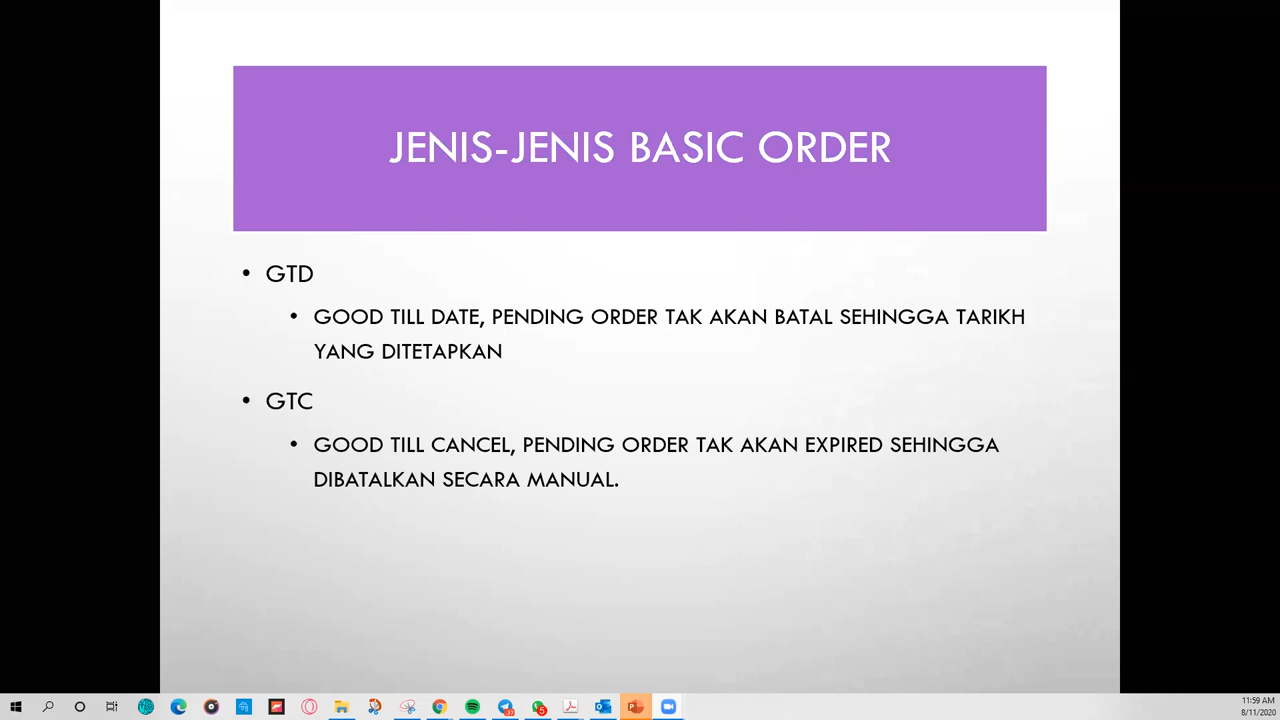 JENIS-JENIS BASIC ORDER
• GTD
• GOOD TILL DATE, PENDING ORDER TAK AKAN BATAL SEHINGGA TARIKH
YANG DITETAPKAN
• GTC
• GOOD TILL CANCEL, PENDING ORDER TAK AKAN EXPIRED SEHINGGA
DIBATALKAN SECARA MANUAL.
11:59 AM
8/11/2020